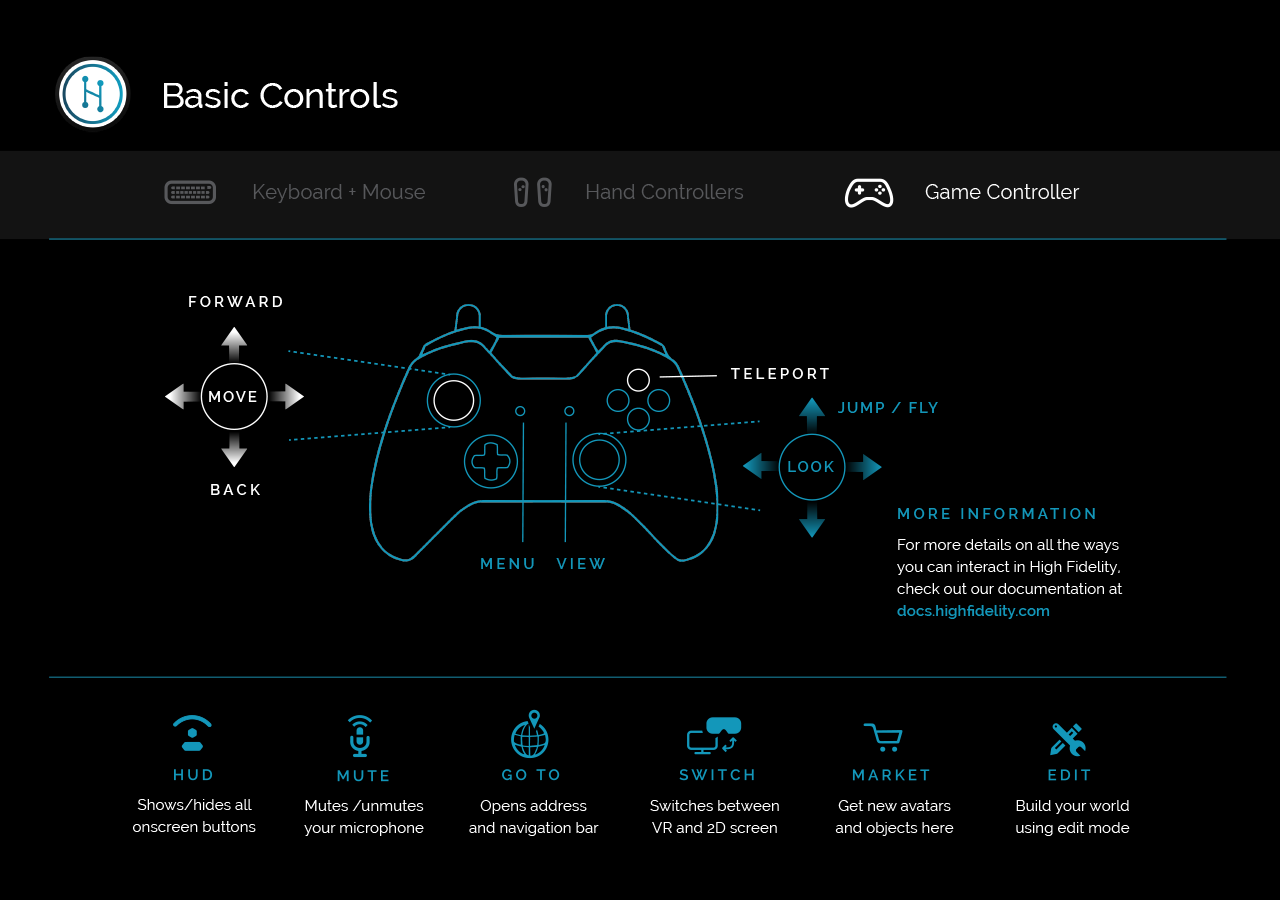 Basic Controls
Keyboard + Mouse
Hand Controllers
Game Controller
FORWARD
MOVE
BACK
TELEPORT
JUMP / FLY
LOOK
MENU
VIEW
MORE INFORMATION
For more details on all the ways
you can interact in High Fidelity,
check out our documentation at
docs.highfidelity.com
HUD
Shows/hides all
onscreen buttons
MUTE
Mutes /unmutes
your microphone
GO TO
Opens address
and navigation bar
SWITCH
Switches between
VR and 2D screen
MARKET
Get new avatars
and objects here
EDIT
Build your world
using edit mode